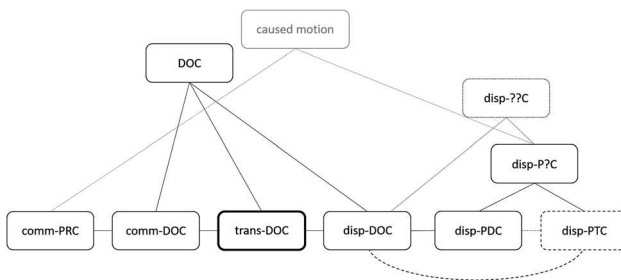 caused motion
DOC
disp-??C
disp-P?C
comm-PRC
comm-DOC
trans-DOC
disp-DOC
disp-PDC
disp-PTC